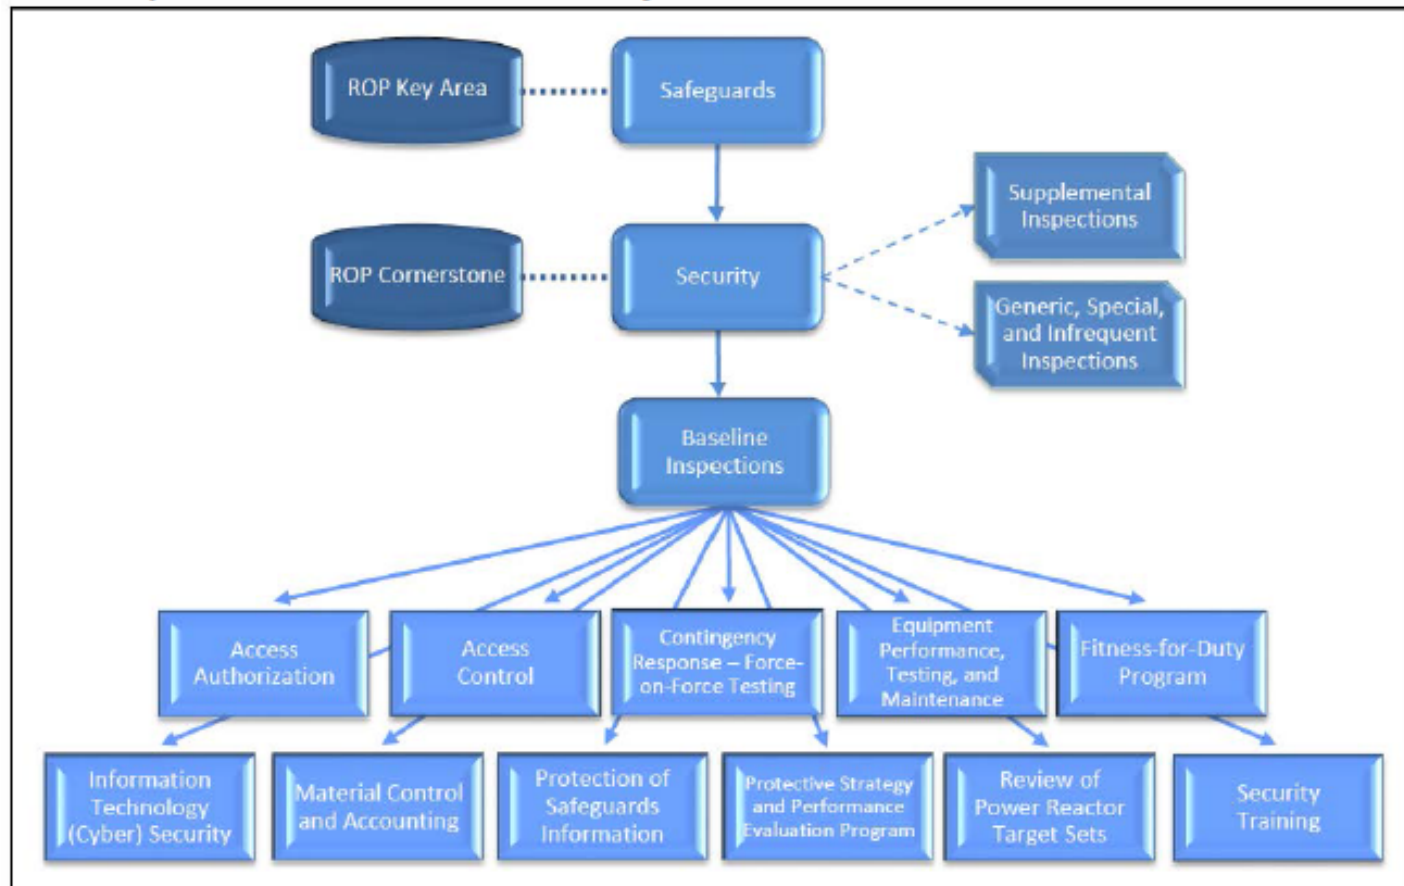 ROP Key Area
Safeguards
Supplemental
Inspections
ROP Cornerstone
Security
Generic, Special,
and Infrequent
Inspections
Baseline
Inspections
Access
Authorization
Access
Control
Contingency
Response – Force-
on-Force Testing
Equipment
Performance,
Testing, and
Maintenance
Fitness-for-Duty
Program
Information
Technology
(Cyber) Security
Material Control
and Accounting
Protection of
Safeguards
Information
Protective Strategy
and Performance
Evaluation Program
Review of
Power Reactor
Target Sets
Security
Training